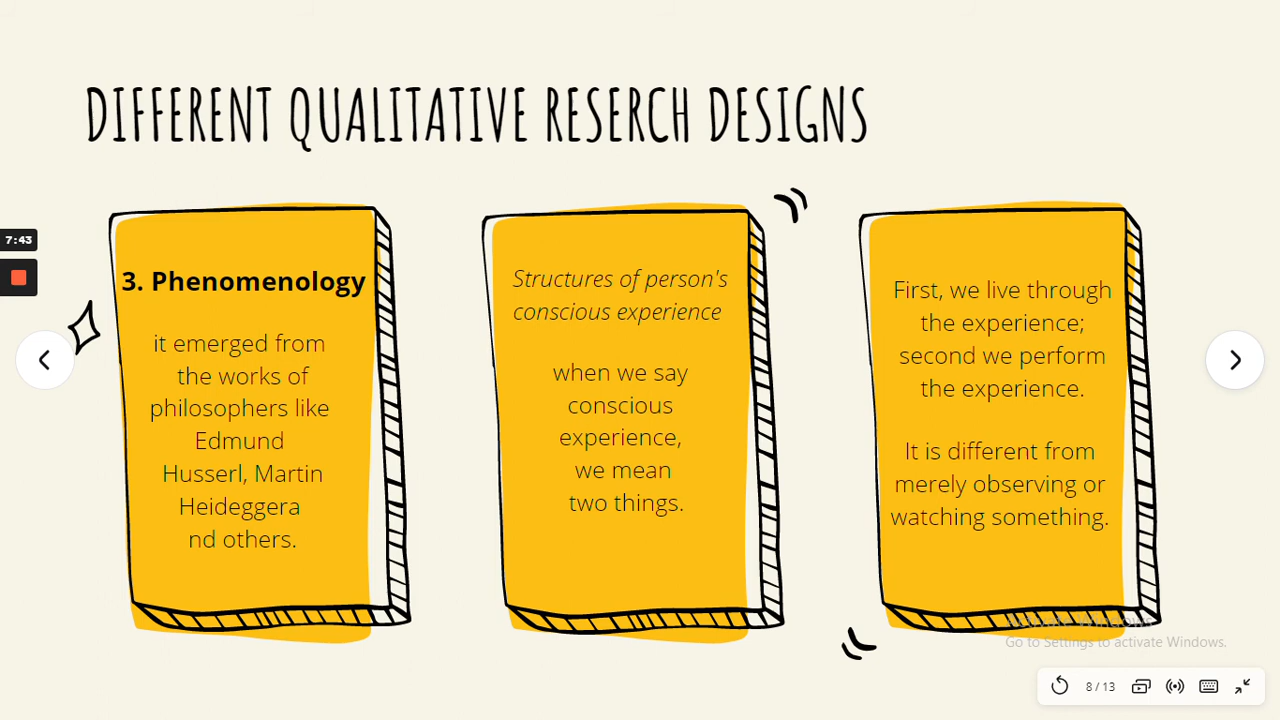 DIFFERENT QUALITATIVE RESERCH DESIGNS
7:43
3. Phenomenology
it emerged from
the works of
philosophers like
Edmund
Husserl, Martin
Heideggera
nd others.
Structures of person's
conscious experience
when we say
conscious
experience,
we mean
two things.
First, we live through
the experience;
second we perform
the experience.
It is different from
merely observing or
watching something.
Activate Windows
Go to Settings to activate Windows.
8 / 13